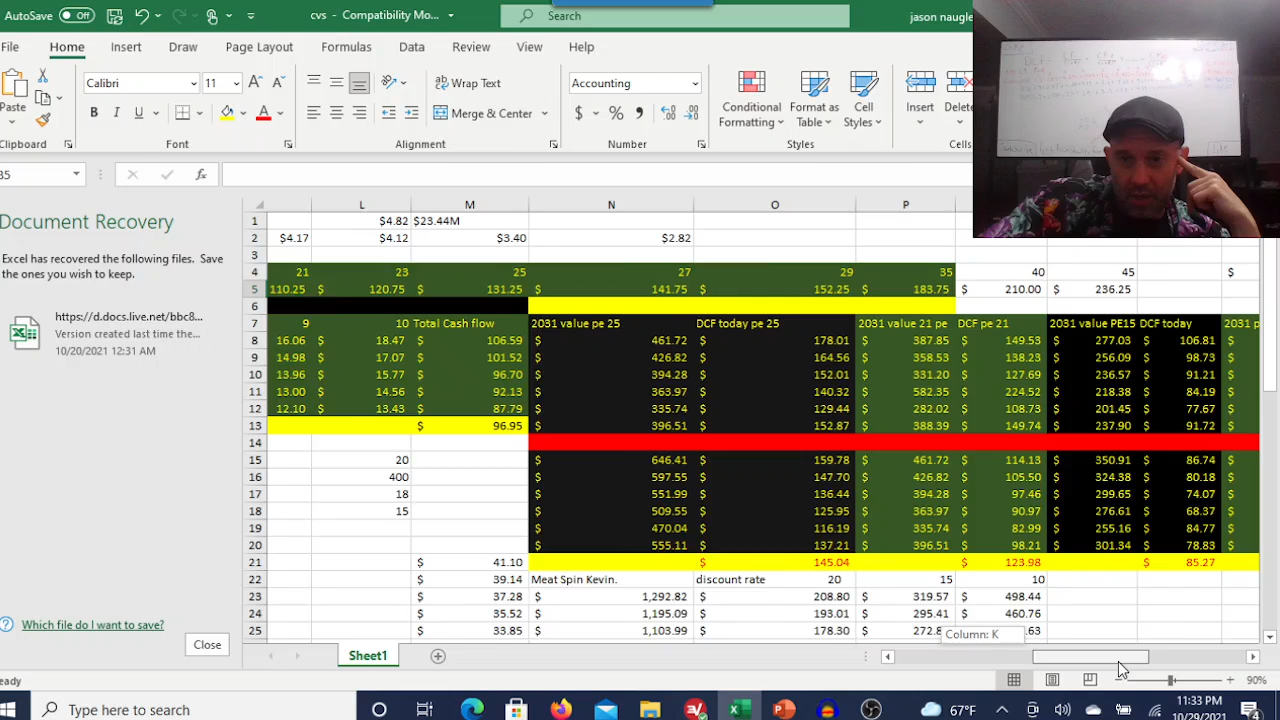 AutoSave Off cvs - Compatibility Mo... Search jason naugle
File Home Insert Draw Page Layout Formulas Data Review View Help
Paste Calibri 11 Wrap Text Accounting Conditional Formatting Format as Table Cell Styles Insert Delete
B I U Merge & Center $ %
Clipboard Font Alignment Number Styles Cells
fx
Document Recovery
Excel has recovered the following files. Save
the ones you wish to keep.
https://d.docs.live.net/bbc8...
Version created last time the...
10/20/2021 12:31 AM
Which file do I want to save?
Close
L M N O P
1 $4.82 $23.44M
2 $4.17 $4.12 $3.40 $2.82
3
4 21 23 25 27 29 35 40 45 $
5 110.25 $ 120.75 $ 131.25 $ 141.75 $ 152.25 $ 183.75 $ 210.00 $ 236.25
6
7 9 10 Total Cash flow 2031 value pe 25 DCF today pe 25 2031 value 21 pe DCF pe 21 2031 value PE15 DCF today 2031 p
8 16.06 $ 18.47 $ 106.59 $ 461.72 $ 178.01 $ 387.85 $ 149.53 $ 277.03 $ 106.81 $
9 14.98 $ 17.07 $ 101.52 $ 426.82 $ 164.56 $ 358.53 $ 138.23 $ 256.09 $ 98.73 $
10 13.96 $ 15.77 $ 96.70 $ 394.28 $ 152.01 $ 331.20 $ 127.69 $ 236.57 $ 91.21 $
11 13.00 $ 14.56 $ 92.13 $ 363.97 $ 140.32 $ 582.35 $ 224.52 $ 218.38 $ 84.19 $
12 12.10 $ 13.43 $ 87.79 $ 335.74 $ 129.44 $ 282.02 $ 108.73 $ 201.45 $ 77.67 $
13 $ 96.95 $ 396.51 $ 152.87 $ 388.39 $ 149.74 $ 237.90 $ 91.72 $
14
15 20 $ 646.41 $ 159.78 $ 461.72 $ 114.13 $ 350.91 $ 86.74 $
16 400 $ 597.55 $ 147.70 $ 426.82 $ 105.50 $ 324.38 $ 80.18 $
17 18 $ 551.99 $ 136.44 $ 394.28 $ 97.46 $ 299.65 $ 74.07 $
18 15 $ 509.55 $ 125.95 $ 363.97 $ 90.97 $ 276.61 $ 68.37 $
19 $ 470.04 $ 116.19 $ 335.74 $ 82.99 $ 255.16 $ 84.77 $
20 $ 555.11 $ 137.21 $ 396.51 $ 98.21 $ 301.34 $ 78.83 $
21 $ 41.10 $ 145.04 $ 123.98 $ 85.27
22 $ 39.14 Meat Spin Kevin. discount rate 20 15 10
23 $ 37.28 $ 1,292.82 $ 208.80 $ 319.57 $ 498.44
24 $ 35.52 $ 1,195.09 $ 193.01 $ 295.41 $ 460.76
25 $ 33.85 $ 1,103.99 $ 178.30 $ 272.8 .63
Column: K
Sheet1
90%
Type here to search
67°F 11:33 PM
10/29/2021